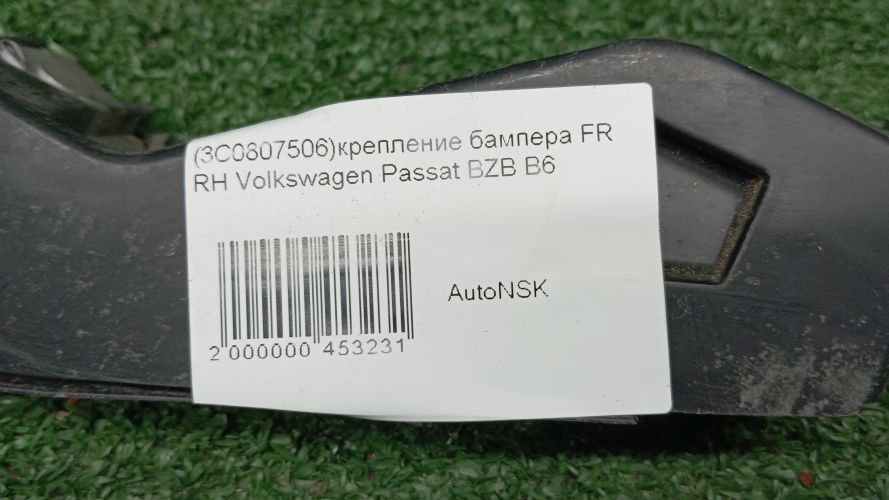 (3C0807506)крепление бампера FR
RH Volkswagen Passat BZB B6
AutoNSK
2 000000 453231